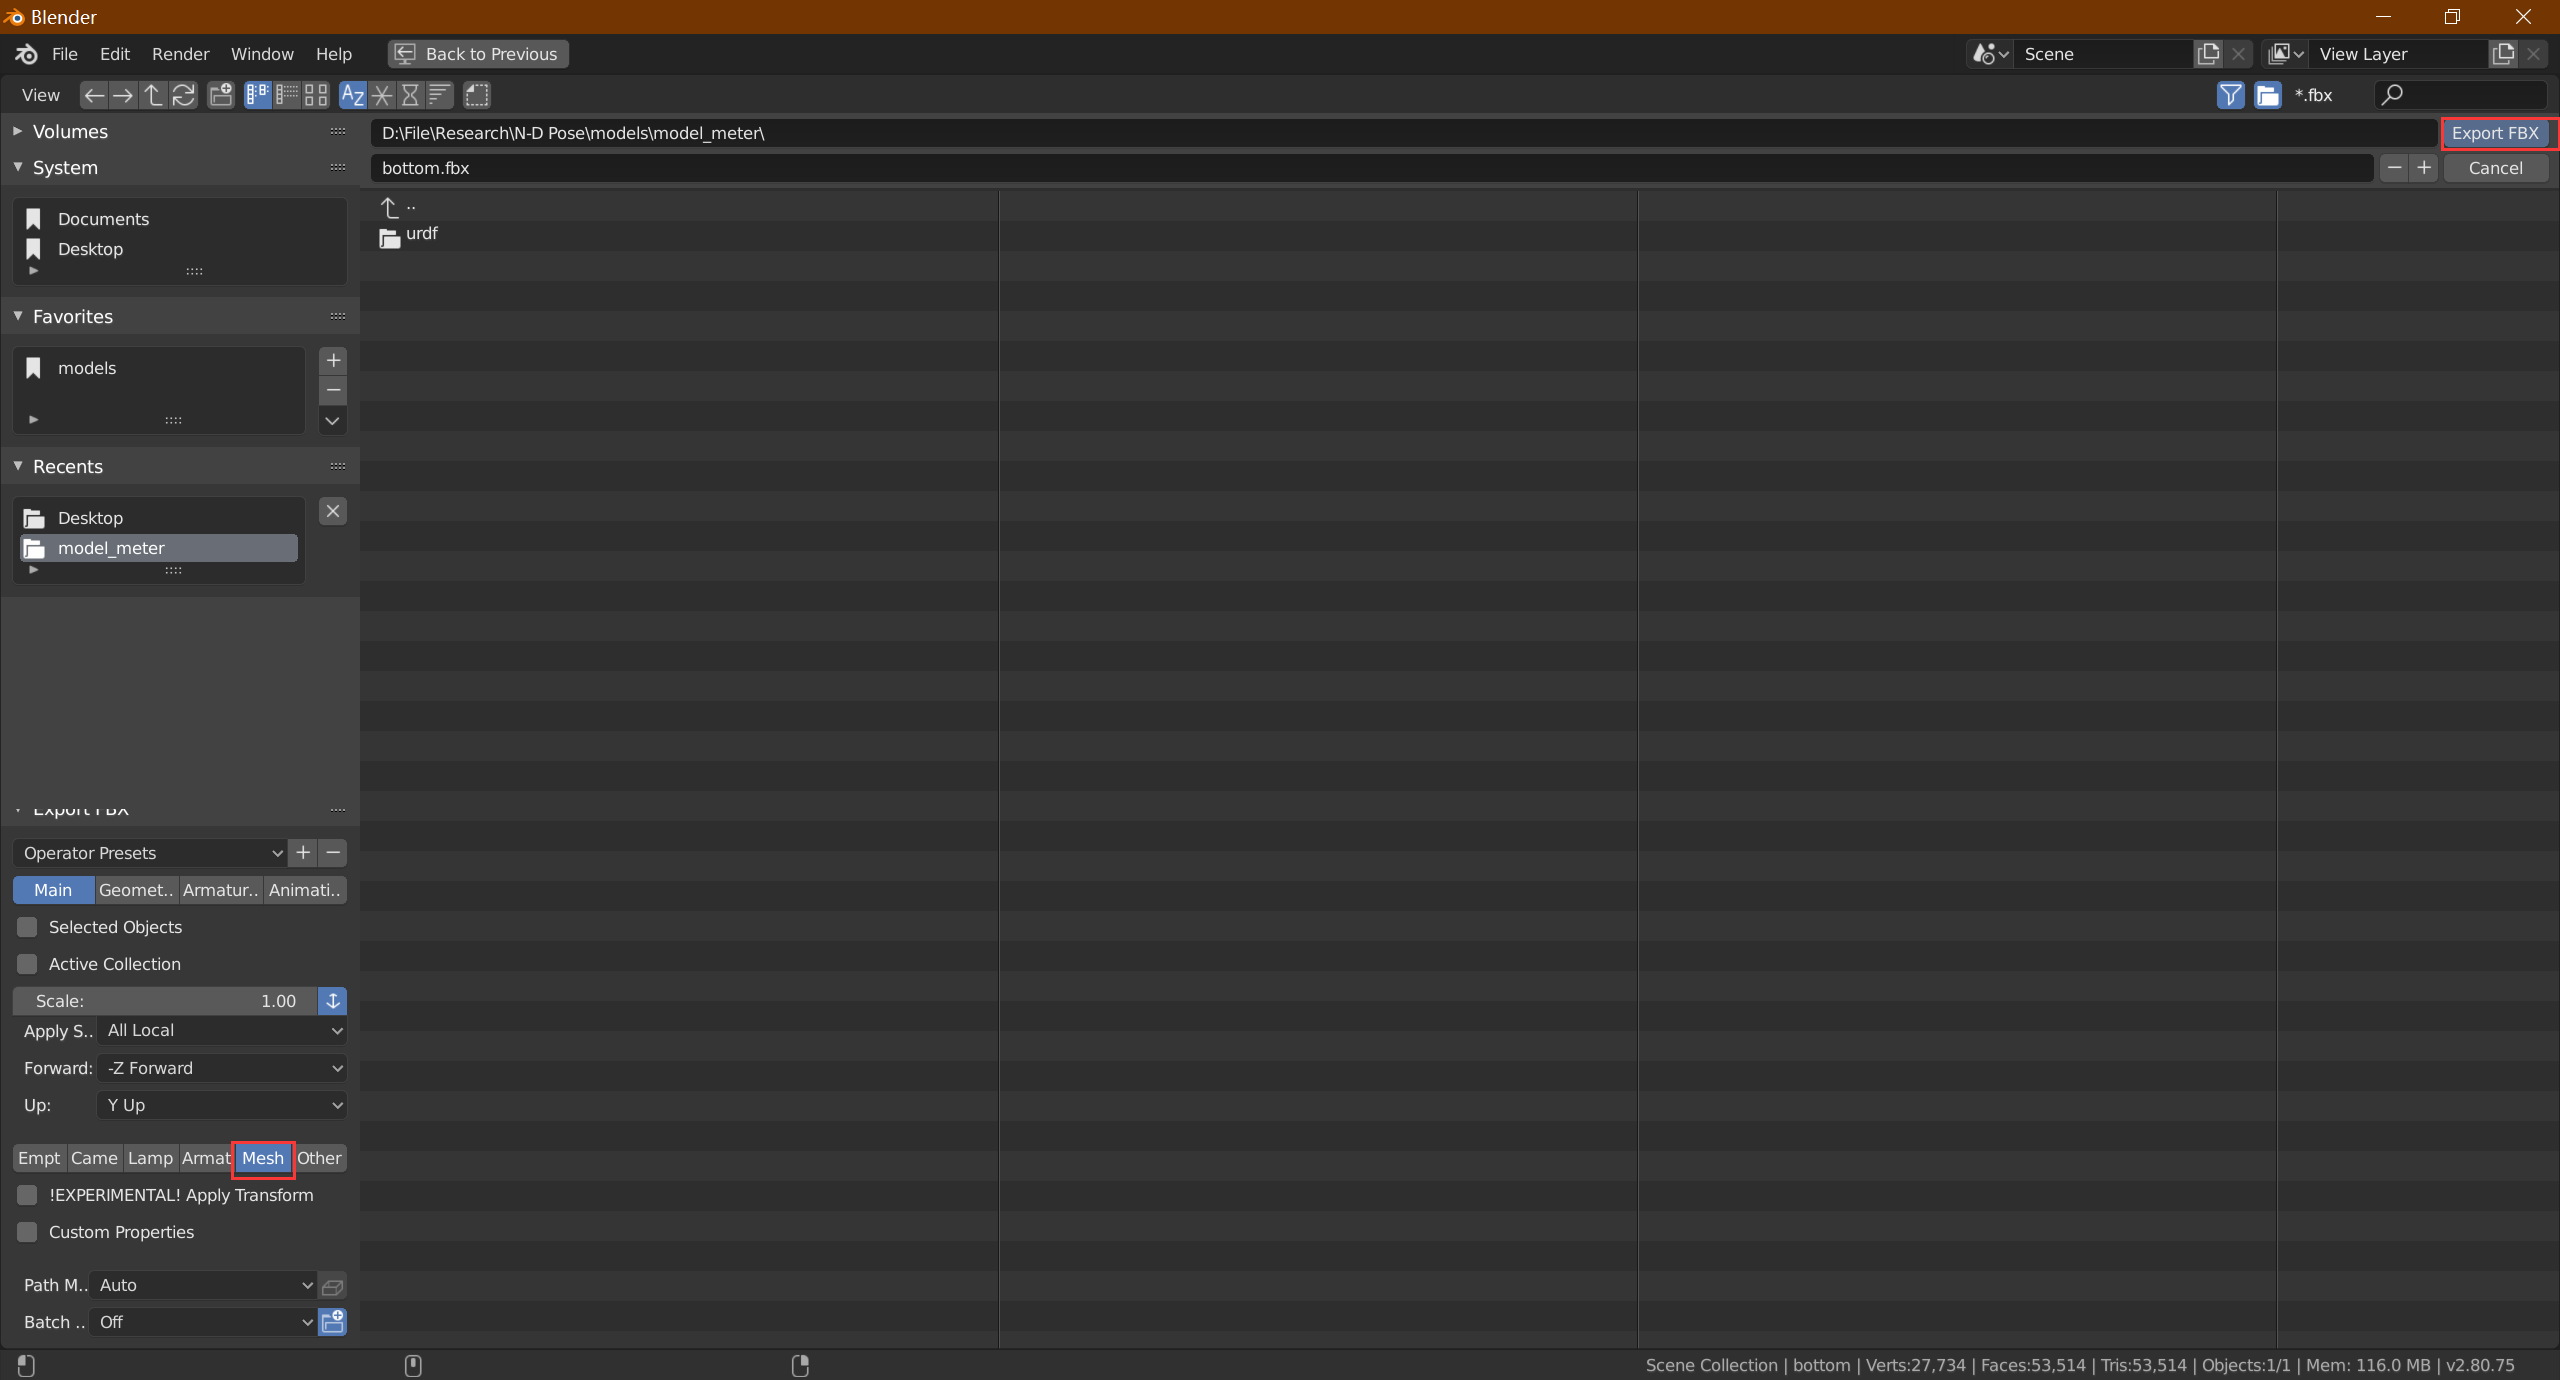 Blender
File Edit Render Window Help Back to Previous Scene View Layer
View *.fbx
Volumes
D:\File\Research\N-D Pose\models\model_meter\ Export FBX
System
bottom.fbx Cancel
Documents
..
Desktop
urdf
Favorites
models
Recents
Desktop
model_meter
Export FBX
Operator Presets
Main Geomet.. Armatur.. Animati..
Selected Objects
Active Collection
Scale: 1.00
Apply S.. All Local
Forward: -Z Forward
Up: Y Up
Empt Came Lamp Armat Mesh Other
!EXPERIMENTAL! Apply Transform
Custom Properties
Path M.. Auto
Batch .. Off
Scene Collection | bottom | Verts:27,734 | Faces:53,514 | Tris:53,514 | Objects:1/1 | Mem: 116.0 MB | v2.80.75